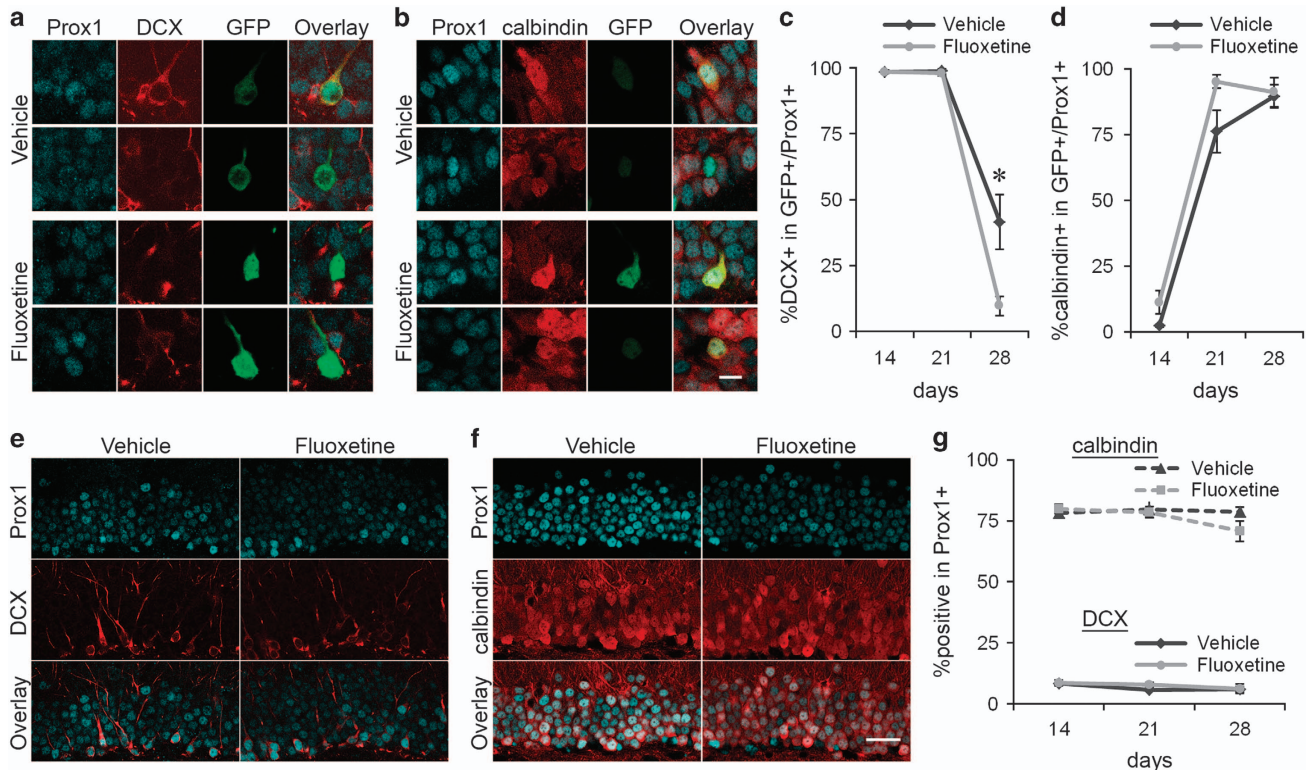 a
Prox1 DCX GFP Overlay
Vehicle
Fluoxetine
b
Prox1 calbindin GFP Overlay
Vehicle
Fluoxetine
c
Vehicle
Fluoxetine
%DCX+ in GFP+/Prox1+
100
75
50
25
0
*
14 21 28
days
d
Vehicle
Fluoxetine
%calbindin+ in GFP+/Prox1+
100
75
50
25
0
14 21 28
days
e
Vehicle Fluoxetine
Prox1
DCX
Overlay
f
Vehicle Fluoxetine
Prox1
calbindin
Overlay
g
calbindin
Vehicle
Fluoxetine
%positive in Prox1+
100
75
50
25
0
DCX
Vehicle
Fluoxetine
14 21 28
days